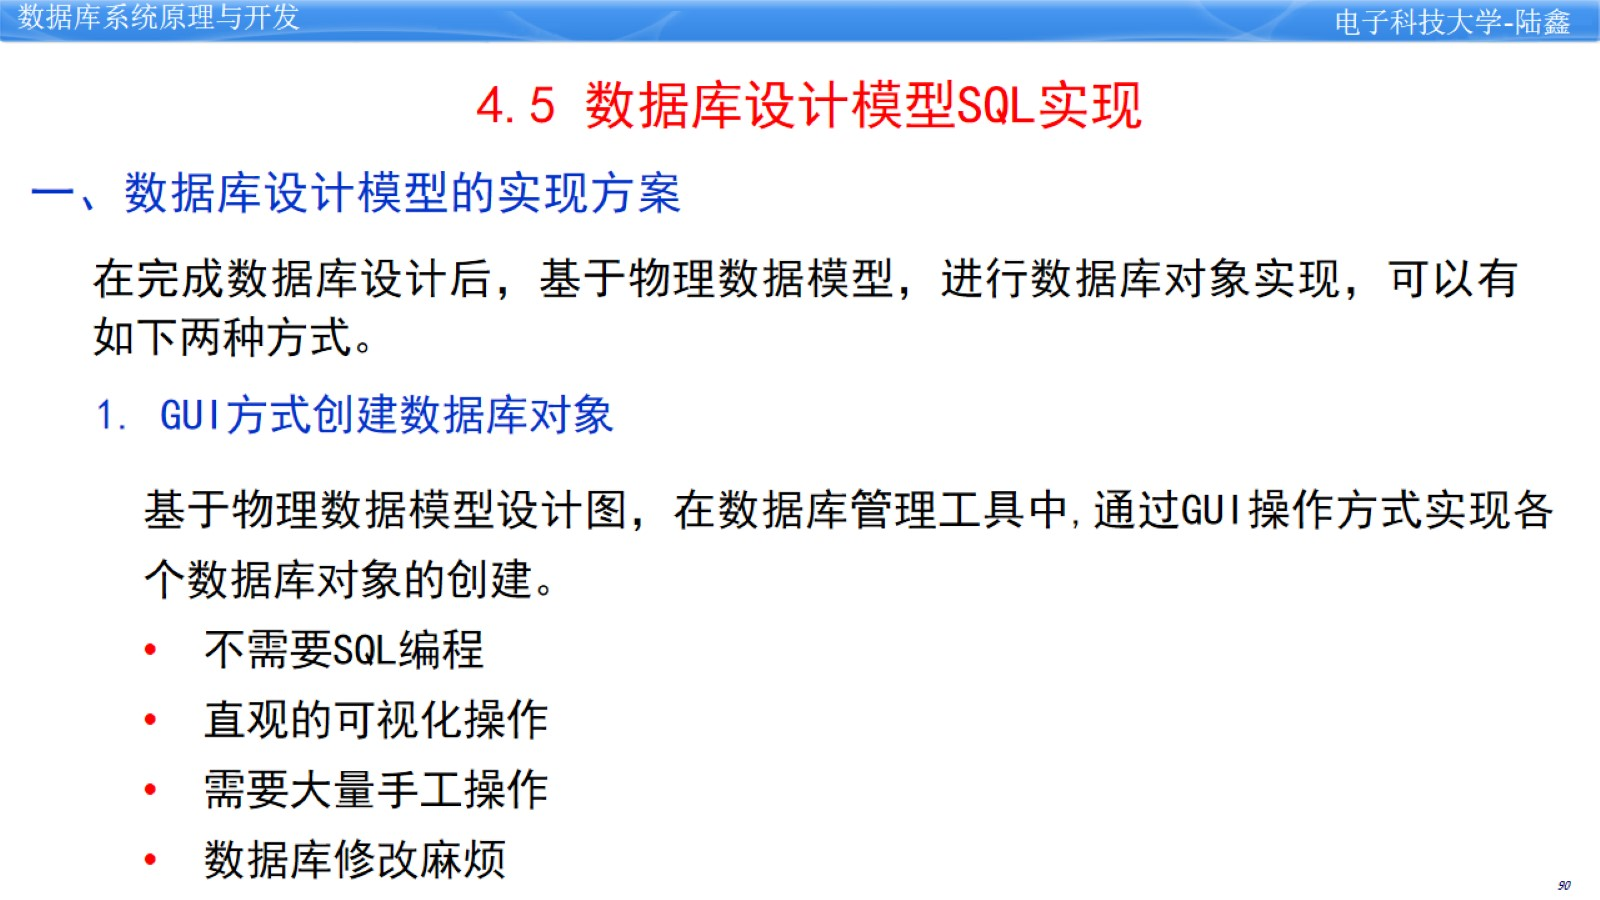 数据库系统原理与开发
电子科技大学-陆鑫
4.5 数据库设计模型SQL实现
一、数据库设计模型的实现方案
在完成数据库设计后，基于物理数据模型，进行数据库对象实现，可以有
如下两种方式。
1. GUI方式创建数据库对象
基于物理数据模型设计图，在数据库管理工具中,通过GUI操作方式实现各
个数据库对象的创建。
• 不需要SQL编程
• 直观的可视化操作
• 需要大量手工操作
• 数据库修改麻烦
90